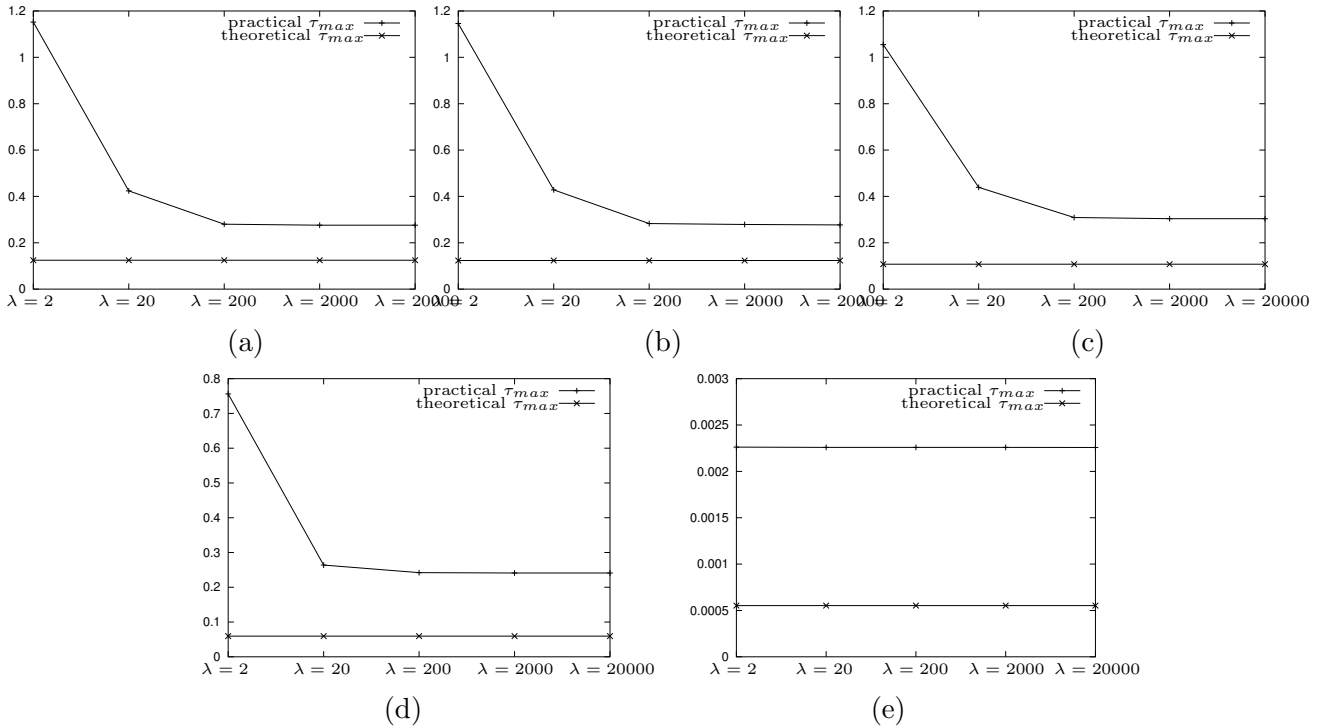 1.2
1
0.8
0.6
0.4
0.2
0
practical τmax
theoretical τmax
λ = 2
λ = 20
λ = 200
λ = 2000
λ = 20000
(a)
1.2
1
0.8
0.6
0.4
0.2
0
practical τmax
theoretical τmax
λ = 2
λ = 20
λ = 200
λ = 2000
λ = 20000
(b)
1.2
1
0.8
0.6
0.4
0.2
0
practical τmax
theoretical τmax
λ = 2
λ = 20
λ = 200
λ = 2000
λ = 20000
(c)
0.8
0.7
0.6
0.5
0.4
0.3
0.2
0.1
0
practical τmax
theoretical τmax
λ = 2
λ = 20
λ = 200
λ = 2000
λ = 20000
(d)
0.003
0.0025
0.002
0.0015
0.001
0.0005
0
practical τmax
theoretical τmax
λ = 2
λ = 20
λ = 200
λ = 2000
λ = 20000
(e)